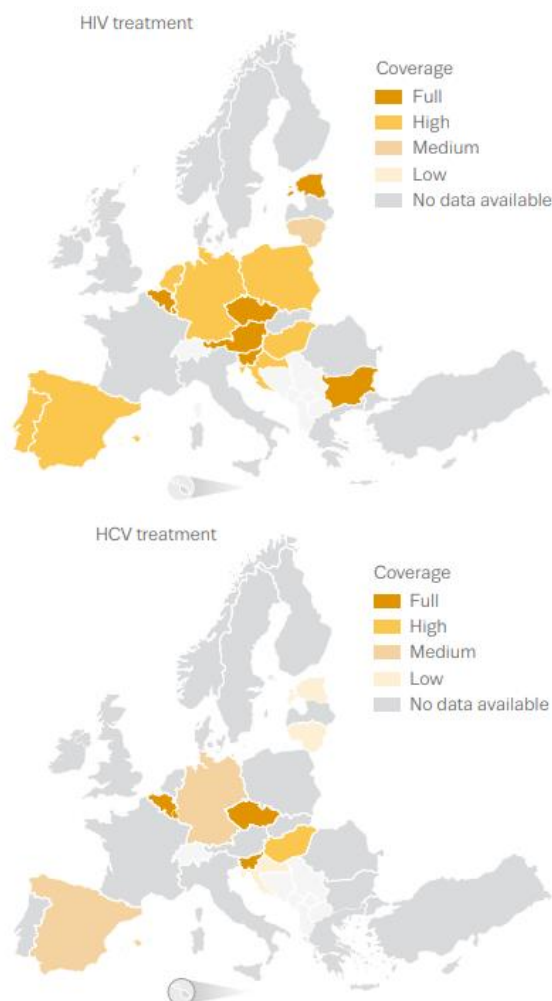 HIV treatment
Coverage
Full
High
Medium
Low
No data available
HCV treatment
Coverage
Full
High
Medium
Low
No data available